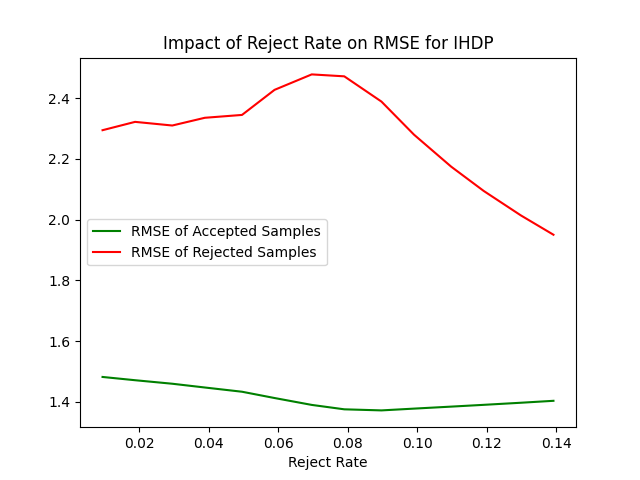 Impact of Reject Rate on RMSE for IHDP
2.4
2.2
2.0
1.8
1.6
1.4
RMSE of Accepted Samples
RMSE of Rejected Samples
0.02 0.04 0.06 0.08 0.10 0.12 0.14
Reject Rate